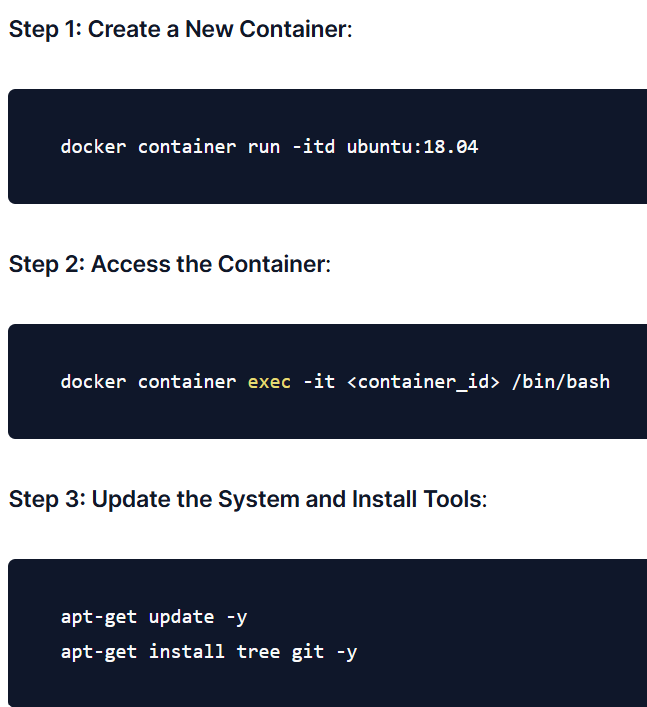 Step 1: Create a New Container:
docker container run -itd ubuntu:18.04
Step 2: Access the Container:
docker container exec -it <container_id> /bin/bash
Step 3: Update the System and Install Tools:
apt-get update -y
apt-get install tree git -y